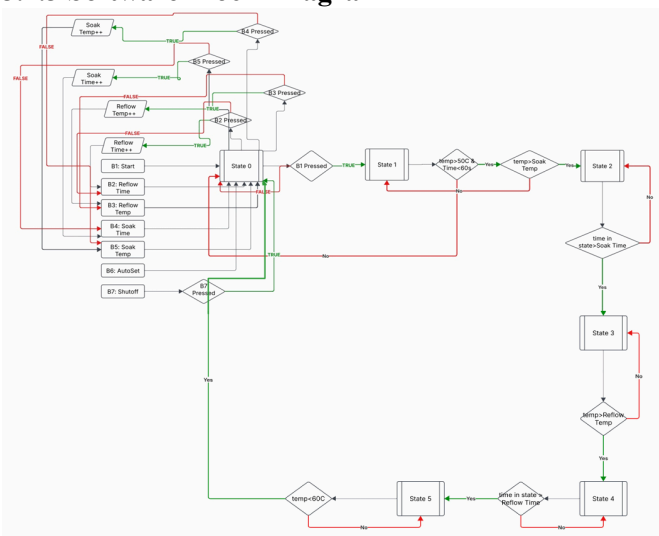 Soak
Temp++
B4 Pressed
TRUE
FALSE
B5 Pressed
FALSE
Soak
Time++
TRUE
FALSE
B3 Pressed
Reflow
Temp++
TRUE
B2 Pressed
FALSE
Reflow
Time++
TRUE
B1: Start
State 0
B1 Pressed
TRUE
State 1
temp>50C &
Time<60s
Yes
temp>Soak
Temp
Yes
State 2
B2: Reflow
Time
FALSE
No
No
B3: Reflow
Temp
B4: Soak
Time
time in
state>Soak Time
B5: Soak
Temp
TRUE
No
B6: AutoSet
B7: Shutoff
B7
Pressed
Yes
State 3
Yes
No
temp>Reflow
Temp
Yes
temp<60C
State 5
Yes
time in state >
Reflow Time
State 4
No
No